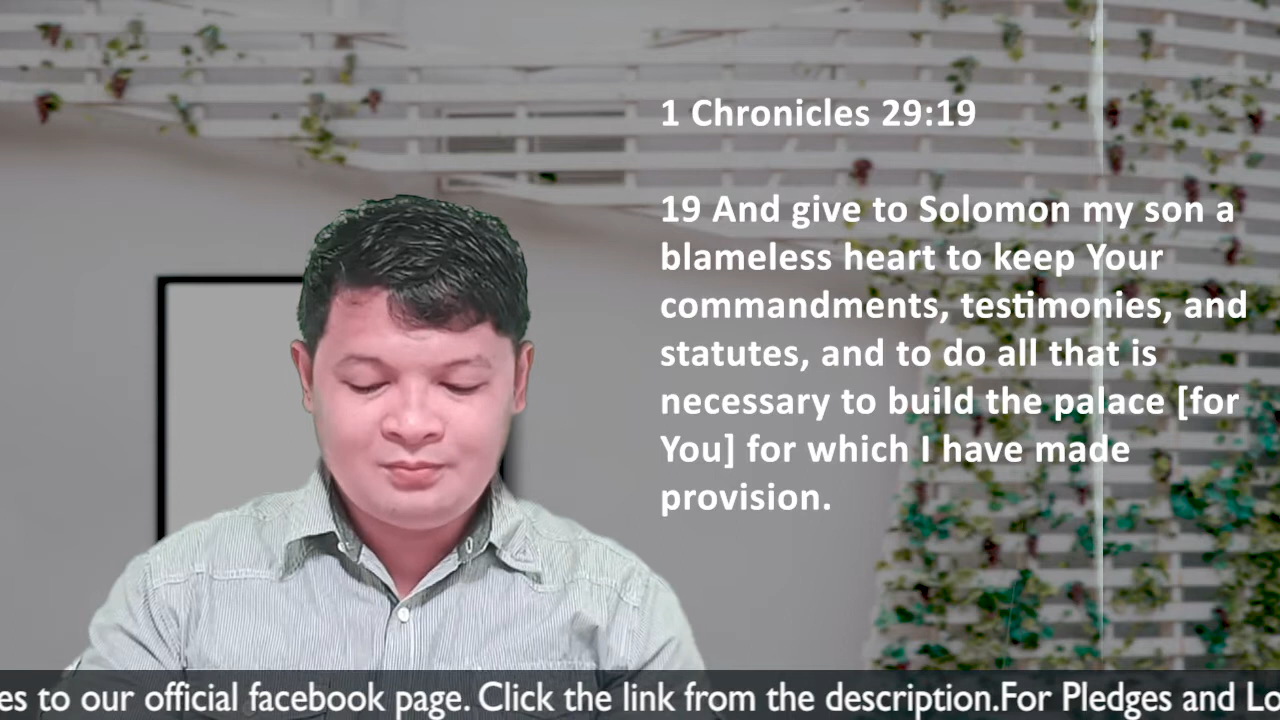 1 Chronicles 29:19
19 And give to Solomon my son a
blameless heart to keep Your
commandments, testimonies, and
statutes, and to do all that is
necessary to build the palace [for
You] for which I have made
provision.
to our official facebook page. Click the link from the description.For Pledges and